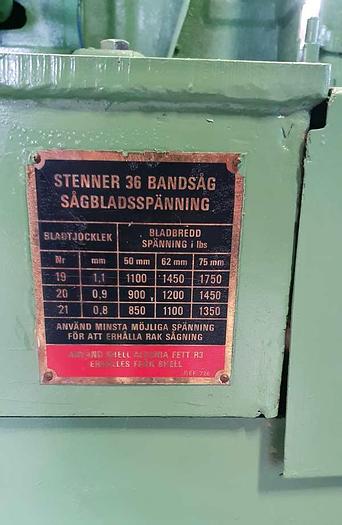 STENNER 36 BANDSÅG
SÅGBLADSSPÄNNING
BLADTJOCKLEK BLADBREDD
SPÄNNING i lbs
Nr mm 50 mm 62 mm 75 mm
19 1,1 1100 1450 1750
20 0,9 900 1200 1450
21 0,8 850 1100 1350
ANVÄND MINSTA MÖJLIGA SPÄNNING
FÖR ATT ERHÅLLA RAK SÅGNING
ANVÄND SHELL ALVANIA FETT R3
ERHÅLLES FRÅN SHELL
REF.